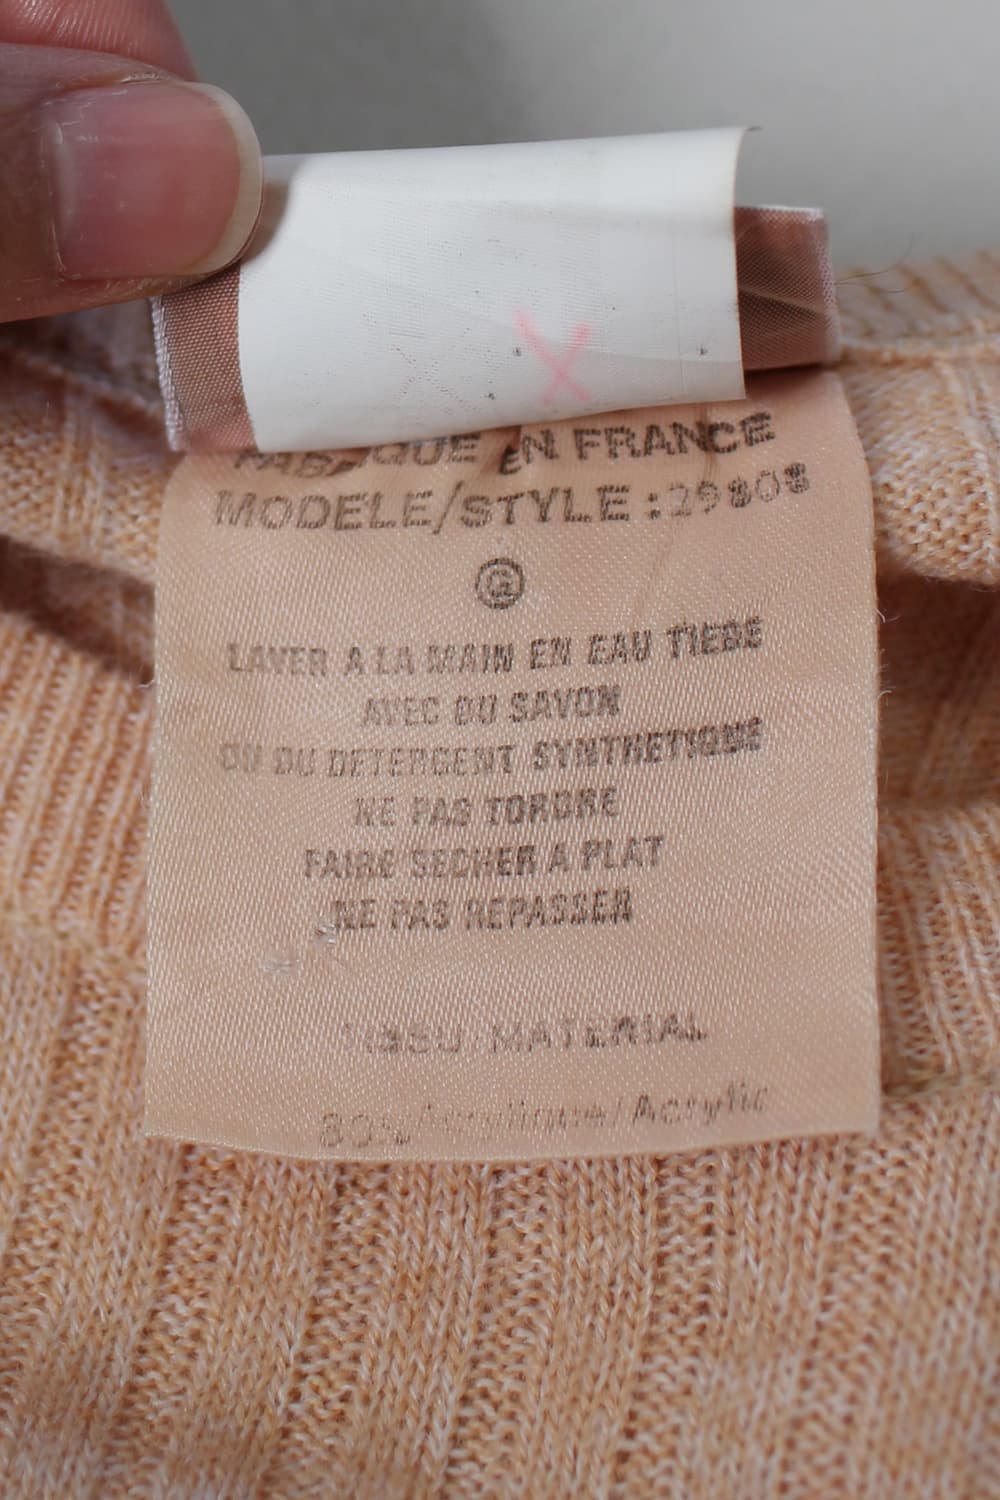 X
FABRIQUE EN FRANCE
MODELE/STYLE : 29808
@
LAVER A LA MAIN EN EAU TIEDE
AVEC DU SAVON
OU DU DETERGENT SYNTHETIQUE
NE PAS TORDRE
FAIRE SECHER A PLAT
NE PAS REPASSER
TISSU: MATERIAL
80% Acrylique/Acrylic